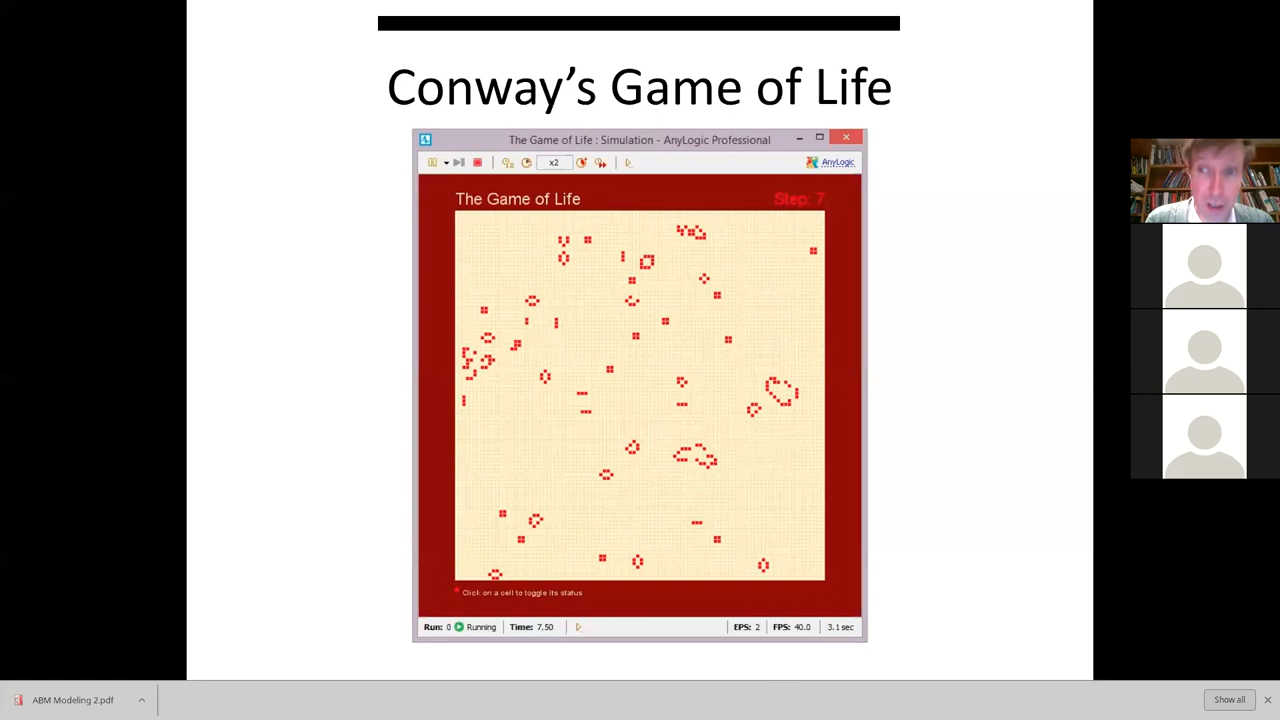 Conway's Game of Life
The Game of Life : Simulation - AnyLogic Professional
x2
AnyLogic
The Game of Life
Step: 7
Click on a cell to toggle its status
Run: 0 Running Time: 7.50 EPS: 2 FPS: 40.0 3.1 sec
ABM Modeling 2.pdf
Show all